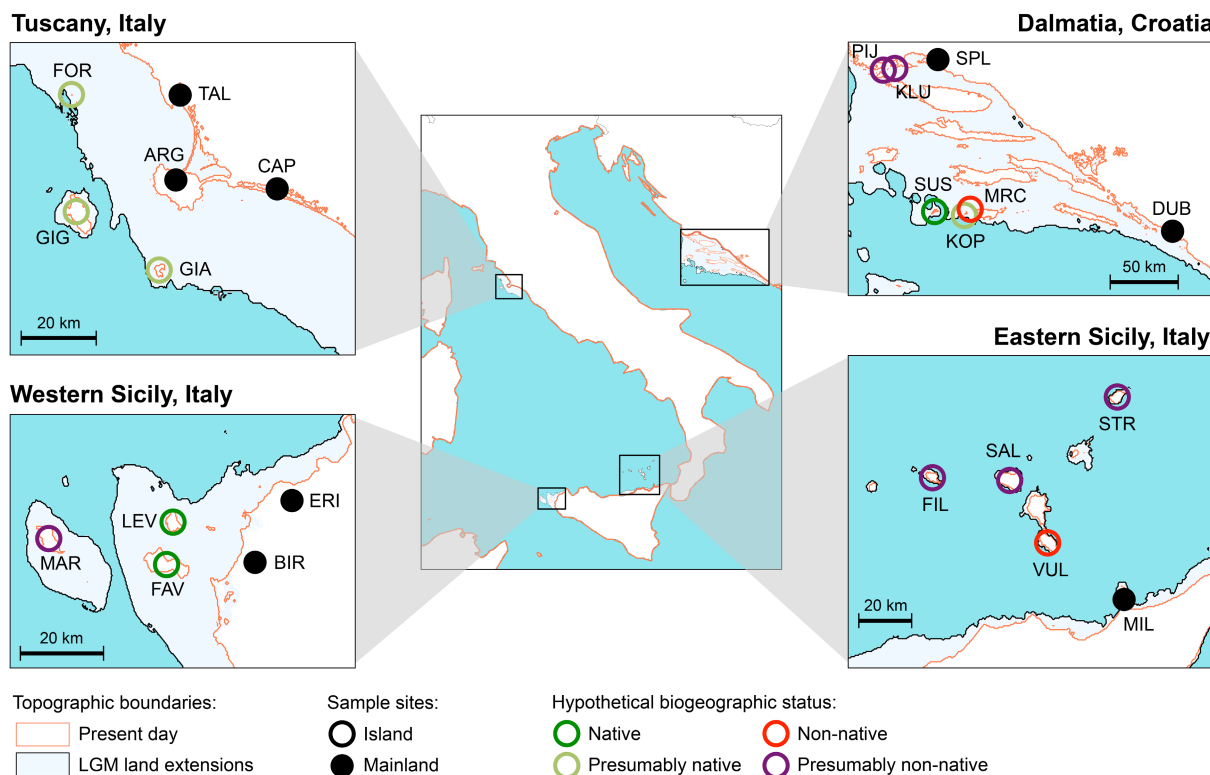 Tuscany, Italy
FOR
TAL
ARG
CAP
GIG
GIA
20 km
Dalmatia, Croatia
PIJ
SPL
KLU
SUS
MRC
KOP
DUB
50 km
Western Sicily, Italy
LEV
ERI
MAR
FAV
BIR
20 km
Eastern Sicily, Italy
STR
SAL
FIL
VUL
20 km
MIL
Topographic boundaries:
Present day
LGM land extensions
Sample sites:
Island
Mainland
Hypothetical biogeographic status:
Native
Non-native
Presumably native
Presumably non-native